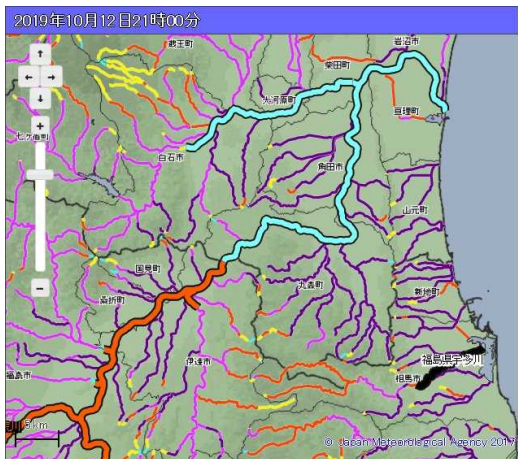 2019年10月12日21時00分
蔵王町
岩沼市
柴田町
大河原町
亘理町
七ヶ宿町
白石市
角田市
山元町
国見町
丸森町
新地町
桑折町
福島県宇多川
伊達市
相馬市
福島市
5km
© Japan Meteorological Agency 2017